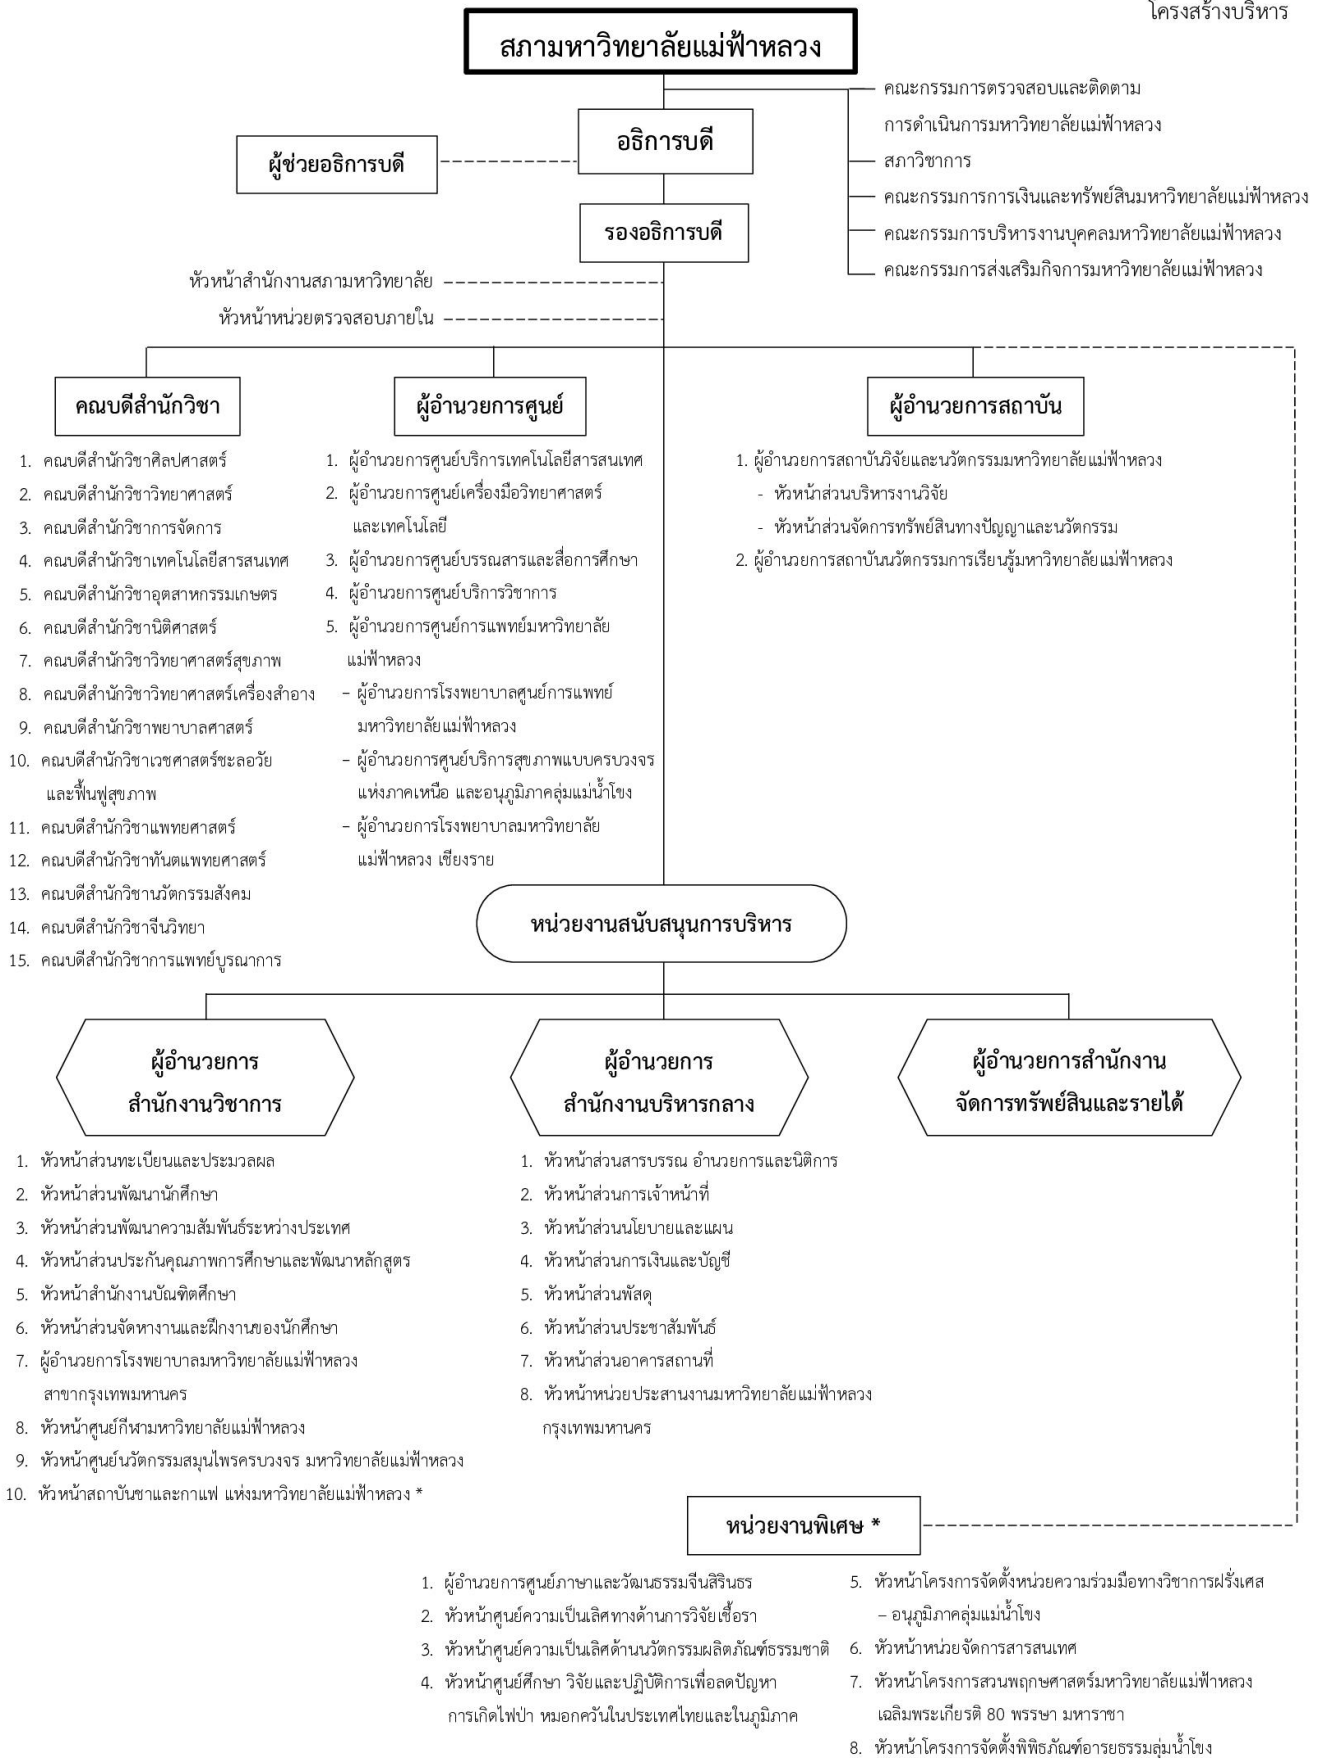 โครงสร้างบริหาร
สภามหาวิทยาลัยแม่ฟ้าหลวง
คณะกรรมการตรวจสอบและติดตาม
การดำเนินการมหาวิทยาลัยแม่ฟ้าหลวง
สภาวิชาการ
คณะกรรมการการเงินและทรัพย์สินมหาวิทยาลัยแม่ฟ้าหลวง
คณะกรรมการบริหารงานบุคคลมหาวิทยาลัยแม่ฟ้าหลวง
คณะกรรมการส่งเสริมกิจการมหาวิทยาลัยแม่ฟ้าหลวง
อธิการบดี
ผู้ช่วยอธิการบดี
รองอธิการบดี
หัวหน้าสำนักงานสภามหาวิทยาลัย
หัวหน้าหน่วยตรวจสอบภายใน
คณบดีสำนักวิชา
1. คณบดีสำนักวิชาศิลปศาสตร์
2. คณบดีสำนักวิชาวิทยาศาสตร์
3. คณบดีสำนักวิชาการจัดการ
4. คณบดีสำนักวิชาเทคโนโลยีสารสนเทศ
5. คณบดีสำนักวิชาอุตสาหกรรมเกษตร
6. คณบดีสำนักวิชานิติศาสตร์
7. คณบดีสำนักวิชาวิทยาศาสตร์สุขภาพ
8. คณบดีสำนักวิชาวิทยาศาสตร์เครื่องสำอาง
9. คณบดีสำนักวิชาพยาบาลศาสตร์
10. คณบดีสำนักวิชาเวชศาสตร์ชะลอวัย
และฟื้นฟูสุขภาพ
11. คณบดีสำนักวิชาแพทยศาสตร์
12. คณบดีสำนักวิชาทันตแพทยศาสตร์
13. คณบดีสำนักวิชานวัตกรรมสังคม
14. คณบดีสำนักวิชาจีนวิทยา
15. คณบดีสำนักวิชาการแพทย์บูรณาการ
ผู้อำนวยการศูนย์
1. ผู้อำนวยการศูนย์บริการเทคโนโลยีสารสนเทศ
2. ผู้อำนวยการศูนย์เครื่องมือวิทยาศาสตร์
และเทคโนโลยี
3. ผู้อำนวยการศูนย์บรรณสารและสื่อการศึกษา
4. ผู้อำนวยการศูนย์บริการวิชาการ
5. ผู้อำนวยการศูนย์การแพทย์มหาวิทยาลัย
แม่ฟ้าหลวง
– ผู้อำนวยการโรงพยาบาลศูนย์การแพทย์
มหาวิทยาลัยแม่ฟ้าหลวง
– ผู้อำนวยการศูนย์บริการสุขภาพแบบครบวงจร
แห่งภาคเหนือ และอนุภูมิภาคลุ่มแม่น้ำโขง
– ผู้อำนวยการโรงพยาบาลมหาวิทยาลัย
แม่ฟ้าหลวง เชียงราย
ผู้อำนวยการสถาบัน
1. ผู้อำนวยการสถาบันวิจัยและนวัตกรรมมหาวิทยาลัยแม่ฟ้าหลวง
- หัวหน้าส่วนบริหารงานวิจัย
- หัวหน้าส่วนจัดการทรัพย์สินทางปัญญาและนวัตกรรม
2. ผู้อำนวยการสถาบันนวัตกรรมการเรียนรู้มหาวิทยาลัยแม่ฟ้าหลวง
หน่วยงานสนับสนุนการบริหาร
ผู้อำนวยการ
สำนักงานวิชาการ
1. หัวหน้าส่วนทะเบียนและประมวลผล
2. หัวหน้าส่วนพัฒนานักศึกษา
3. หัวหน้าส่วนพัฒนาความสัมพันธ์ระหว่างประเทศ
4. หัวหน้าส่วนประกันคุณภาพการศึกษาและพัฒนาหลักสูตร
5. หัวหน้าสำนักงานบัณฑิตศึกษา
6. หัวหน้าส่วนจัดหางานและฝึกงานของนักศึกษา
7. ผู้อำนวยการโรงพยาบาลมหาวิทยาลัยแม่ฟ้าหลวง
สาขากรุงเทพมหานคร
8. หัวหน้าศูนย์กีฬามหาวิทยาลัยแม่ฟ้าหลวง
9. หัวหน้าศูนย์นวัตกรรมสมุนไพรครบวงจร มหาวิทยาลัยแม่ฟ้าหลวง
10. หัวหน้าสถาบันชาและกาแฟ แห่งมหาวิทยาลัยแม่ฟ้าหลวง *
ผู้อำนวยการ
สำนักงานบริหารกลาง
1. หัวหน้าส่วนสารบรรณ อำนวยการและนิติการ
2. หัวหน้าส่วนการเจ้าหน้าที่
3. หัวหน้าส่วนนโยบายและแผน
4. หัวหน้าส่วนการเงินและบัญชี
5. หัวหน้าส่วนพัสดุ
6. หัวหน้าส่วนประชาสัมพันธ์
7. หัวหน้าส่วนอาคารสถานที่
8. หัวหน้าหน่วยประสานงานมหาวิทยาลัยแม่ฟ้าหลวง
กรุงเทพมหานคร
ผู้อำนวยการสำนักงาน
จัดการทรัพย์สินและรายได้
หน่วยงานพิเศษ *
1. ผู้อำนวยการศูนย์ภาษาและวัฒนธรรมจีนสิรินธร
2. หัวหน้าศูนย์ความเป็นเลิศทางด้านการวิจัยเชื้อรา
3. หัวหน้าศูนย์ความเป็นเลิศด้านนวัตกรรมผลิตภัณฑ์ธรรมชาติ
4. หัวหน้าศูนย์ศึกษา วิจัยและปฏิบัติการเพื่อลดปัญหา
การเกิดไฟป่า หมอกควันในประเทศไทยและในภูมิภาค
5. หัวหน้าโครงการจัดตั้งหน่วยความร่วมมือทางวิชาการฝรั่งเศส
– อนุภูมิภาคลุ่มแม่น้ำโขง
6. หัวหน้าหน่วยจัดการสารสนเทศ
7. หัวหน้าโครงการสวนพฤกษศาสตร์มหาวิทยาลัยแม่ฟ้าหลวง
เฉลิมพระเกียรติ 80 พรรษา มหาราชา
8. หัวหน้าโครงการจัดตั้งพิพิธภัณฑ์อารยธรรมลุ่มน้ำโขง